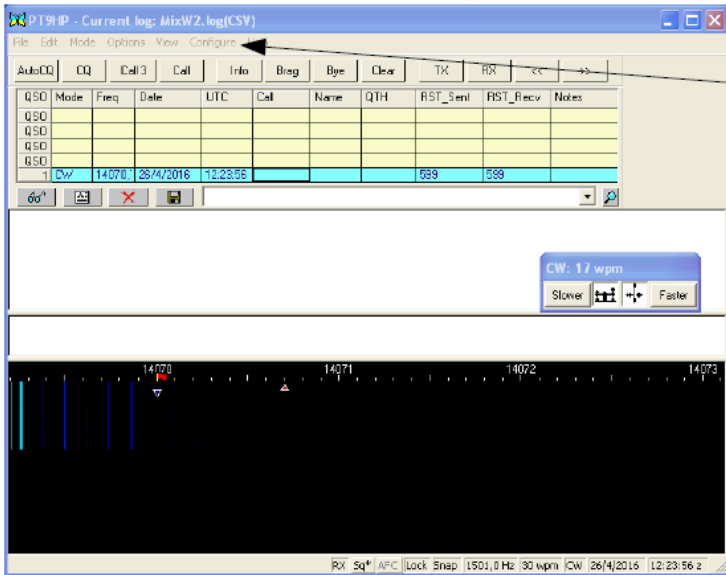 PT9HP - Current log: MixW2.log(CSV)
File Edit Mode Options View Configure
AutoCQ CQ Call 3 Call Info Brag Bye Clear TX RX << >>
QSO Mode Freq Date UTC Call Name QTH RST_Sent RST_Recv Notes
QSO
QSO
QSO
QSO
1 CW 14070, 26/4/2016 12:23:56 599 599
CW: 17 wpm
Slower Faster
14070 14071 14072 14073
RX Sq* AFC Lock Snap 1501,0 Hz 30 wpm CW 26/4/2016 12:23:56 z